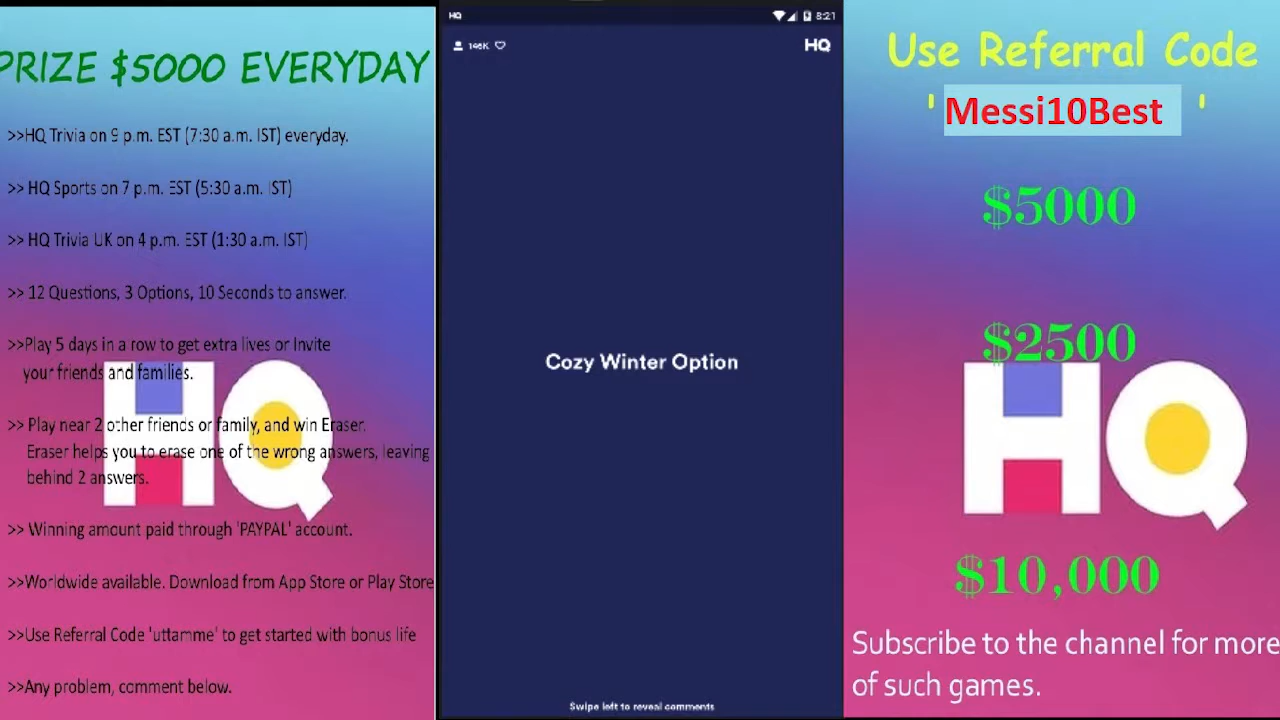 PRIZE $5000 EVERYDAY
>>HQ Trivia on 9 p.m. EST (7:30 a.m. IST) everyday.
>> HQ Sports on 7 p.m. EST (5:30 a.m. IST)
>> HQ Trivia UK on 4 p.m. EST (1:30 a.m. IST)
>> 12 Questions, 3 Options, 10 Seconds to answer.
>>Play 5 days in a row to get extra lives or Invite
your friends and families.
>> Play near 2 other friends or family, and win Eraser.
Eraser helps you to erase one of the wrong answers, leaving
behind 2 answers.
>> Winning amount paid through 'PAYPAL' account.
>>Worldwide available. Download from App Store or Play Store
>>Use Referral Code 'uttamme' to get started with bonus life
>>Any problem, comment below.
HQ
HQ
8:21
HQ
Cozy Winter Option
Swipe left to reveal comments
Use Referral Code
' Messi10Best '
$5000
$2500
HQ
$10,000
Subscribe to the channel for more
of such games.